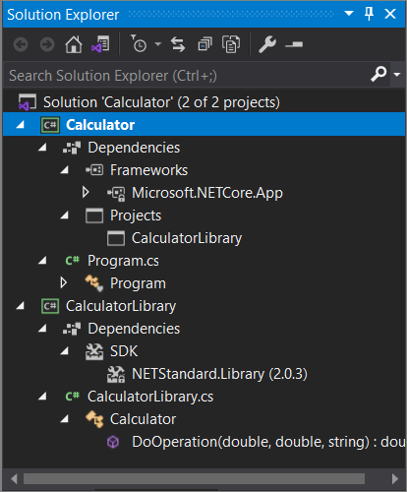 Solution Explorer
Search Solution Explorer (Ctrl+;)
Solution 'Calculator' (2 of 2 projects)
C# Calculator
Dependencies
Frameworks
Microsoft.NETCore.App
Projects
CalculatorLibrary
C# Program.cs
Program
C# CalculatorLibrary
Dependencies
SDK
NETStandard.Library (2.0.3)
C# CalculatorLibrary.cs
Calculator
DoOperation(double, double, string) : dou